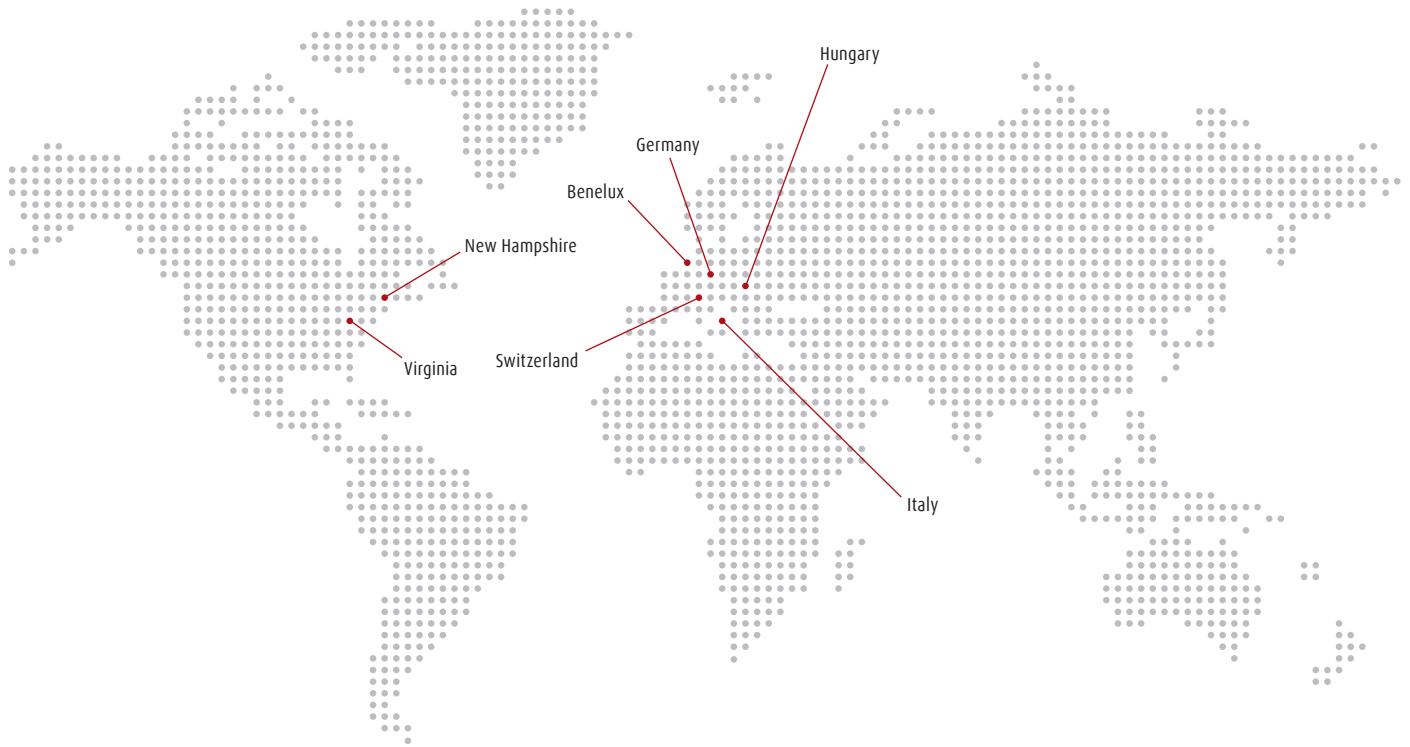 Hungary
Germany
Benelux
New Hampshire
Switzerland
Virginia
Italy